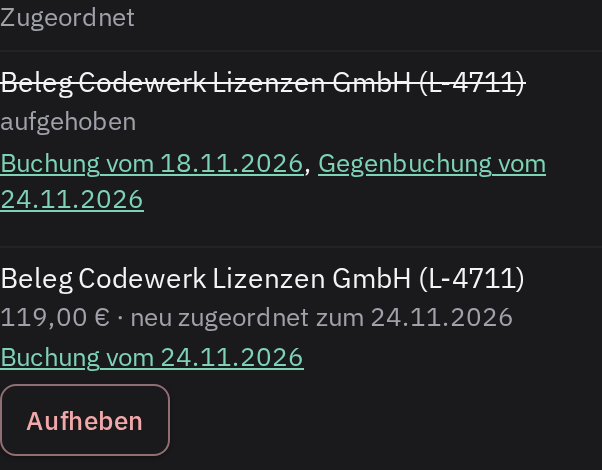 Zugeordnet
Beleg Codewerk Lizenzen GmbH (L-4711)
aufgehoben
Buchung vom 18.11.2026, Gegenbuchung vom
24.11.2026
Beleg Codewerk Lizenzen GmbH (L-4711)
119,00 € · neu zugeordnet zum 24.11.2026
Buchung vom 24.11.2026
Aufheben